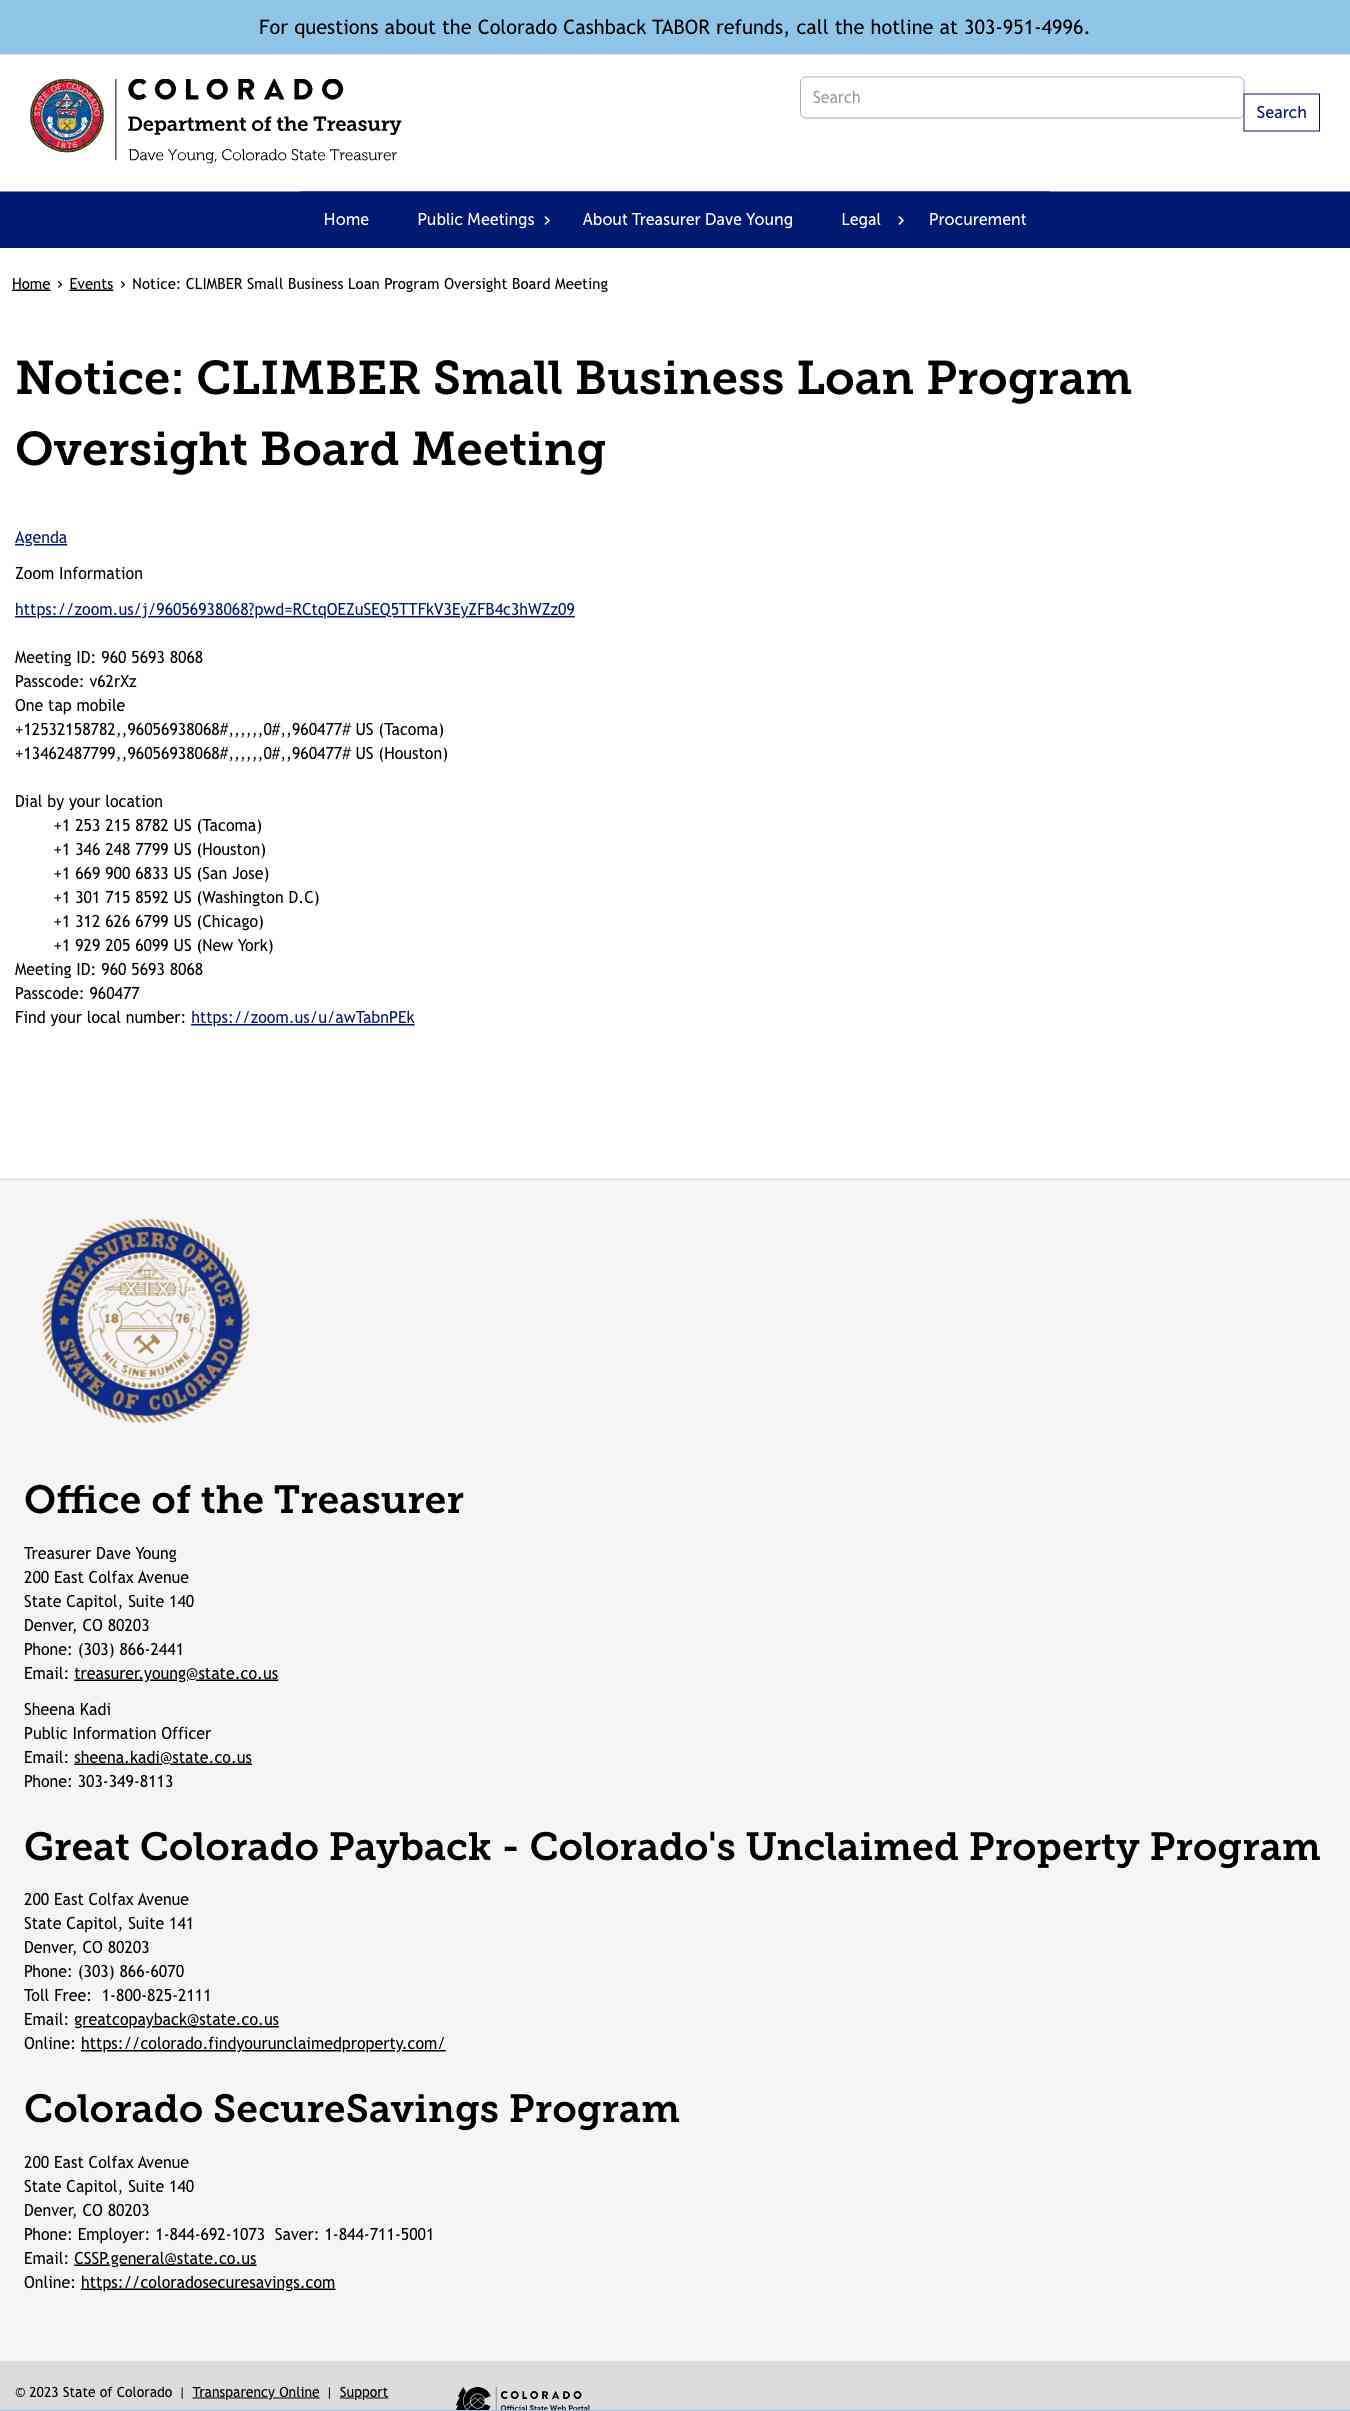 For questions about the Colorado Cashback TABOR refunds, call the hotline at 303-951-4996.
STATE OF COLORADO
1876
COLORADO
Department of the Treasury
Dave Young, Colorado State Treasurer
Search
Search
Home Public Meetings › About Treasurer Dave Young Legal › Procurement
Home › Events › Notice: CLIMBER Small Business Loan Program Oversight Board Meeting
Notice: CLIMBER Small Business Loan Program
Oversight Board Meeting
Agenda
Zoom Information
https://zoom.us/j/96056938068?pwd=RCtqOEZuSEQ5TTFkV3EyZFB4c3hWZz09
Meeting ID: 960 5693 8068
Passcode: v62rXz
One tap mobile
+12532158782,,96056938068#,,,,,,0#,,960477# US (Tacoma)
+13462487799,,96056938068#,,,,,,0#,,960477# US (Houston)
Dial by your location
+1 253 215 8782 US (Tacoma)
+1 346 248 7799 US (Houston)
+1 669 900 6833 US (San Jose)
+1 301 715 8592 US (Washington D.C)
+1 312 626 6799 US (Chicago)
+1 929 205 6099 US (New York)
Meeting ID: 960 5693 8068
Passcode: 960477
Find your local number: https://zoom.us/u/awTabnPEk
TREASURERS OFFICE
18 76
NIL SINE NUMINE
STATE OF COLORADO
Office of the Treasurer
Treasurer Dave Young
200 East Colfax Avenue
State Capitol, Suite 140
Denver, CO 80203
Phone: (303) 866-2441
Email: treasurer.young@state.co.us
Sheena Kadi
Public Information Officer
Email: sheena.kadi@state.co.us
Phone: 303-349-8113
Great Colorado Payback - Colorado's Unclaimed Property Program
200 East Colfax Avenue
State Capitol, Suite 141
Denver, CO 80203
Phone: (303) 866-6070
Toll Free: 1-800-825-2111
Email: greatcopayback@state.co.us
Online: https://colorado.findyourunclaimedproperty.com/
Colorado SecureSavings Program
200 East Colfax Avenue
State Capitol, Suite 140
Denver, CO 80203
Phone: Employer: 1-844-692-1073 Saver: 1-844-711-5001
Email: CSSP.general@state.co.us
Online: https://coloradosecuresavings.com
© 2023 State of Colorado | Transparency Online | Support
COLORADO
Official State Web Portal